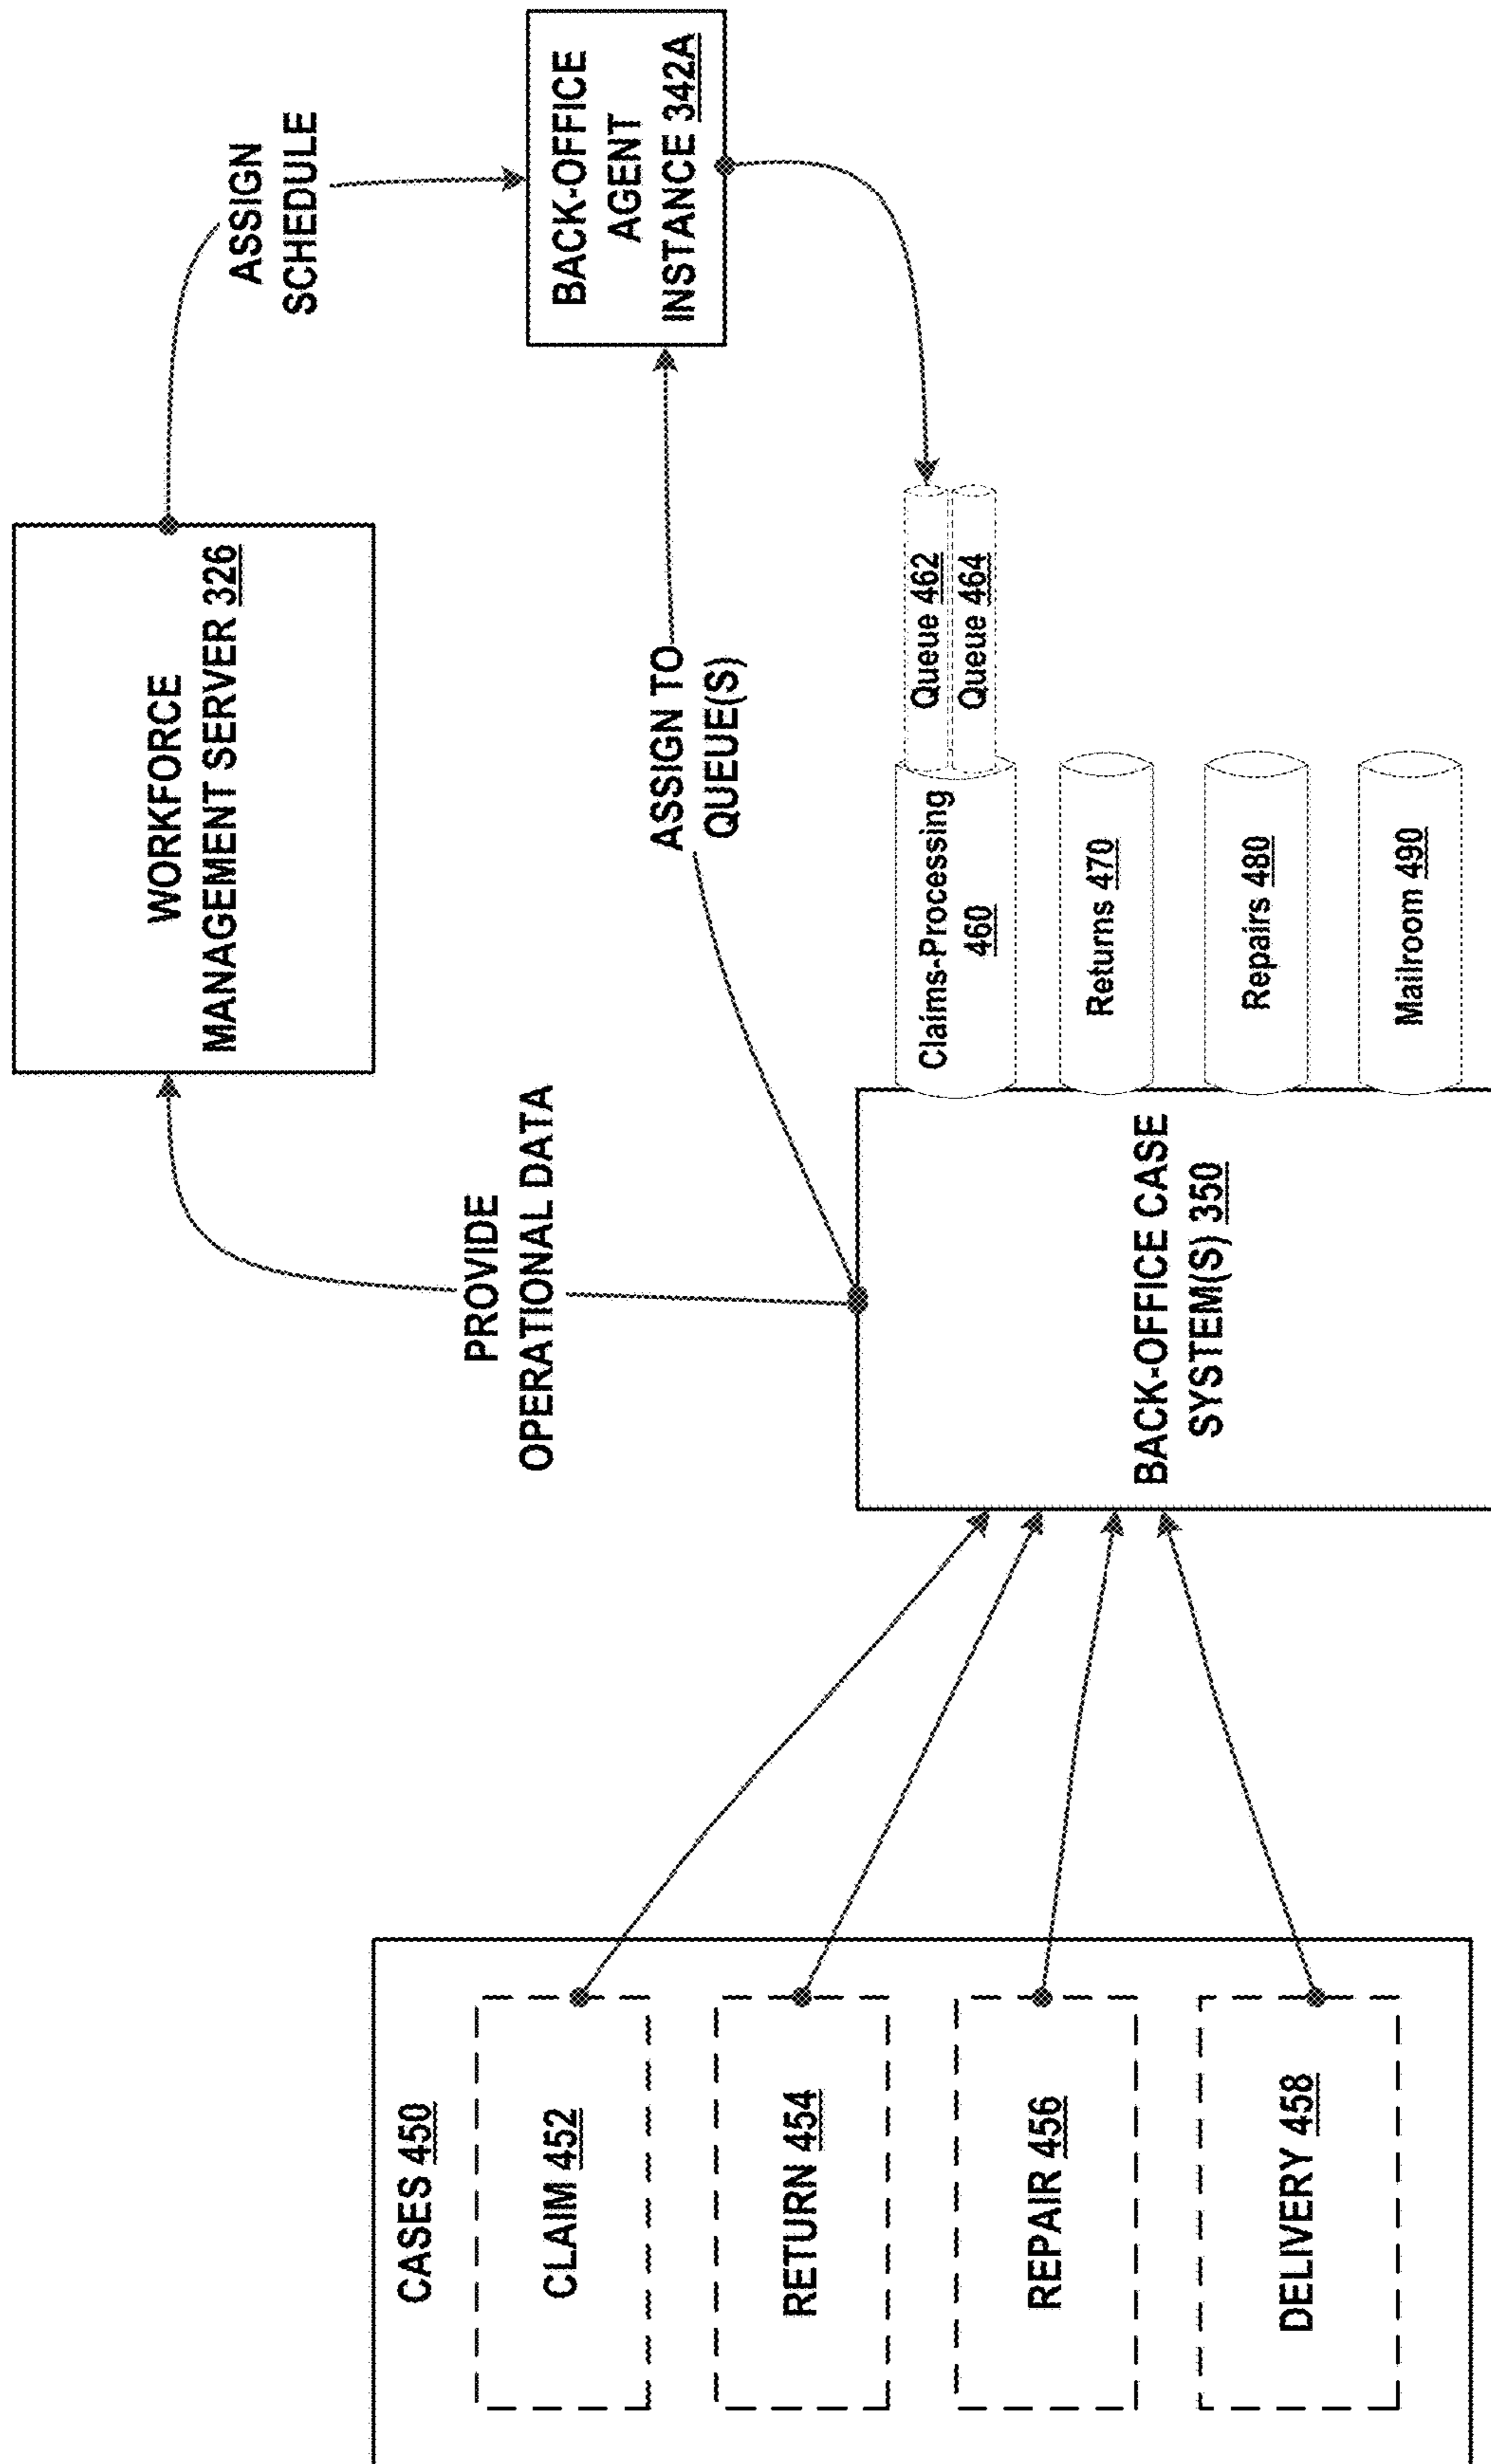 WORKFORCE
MANAGEMENT SERVER 326
ASSIGN
SCHEDULE
PROVIDE
OPERATIONAL DATA
BACK-OFFICE
AGENT
INSTANCE 342A
ASSIGN TO
QUEUE(S)
CASES 450
CLAIM 452
RETURN 454
REPAIR 456
DELIVERY 458
BACK-OFFICE CASE
SYSTEM(S) 350
Claims-Processing
460
Queue 462
Queue 464
Returns 470
Repairs 480
Mailroom 490